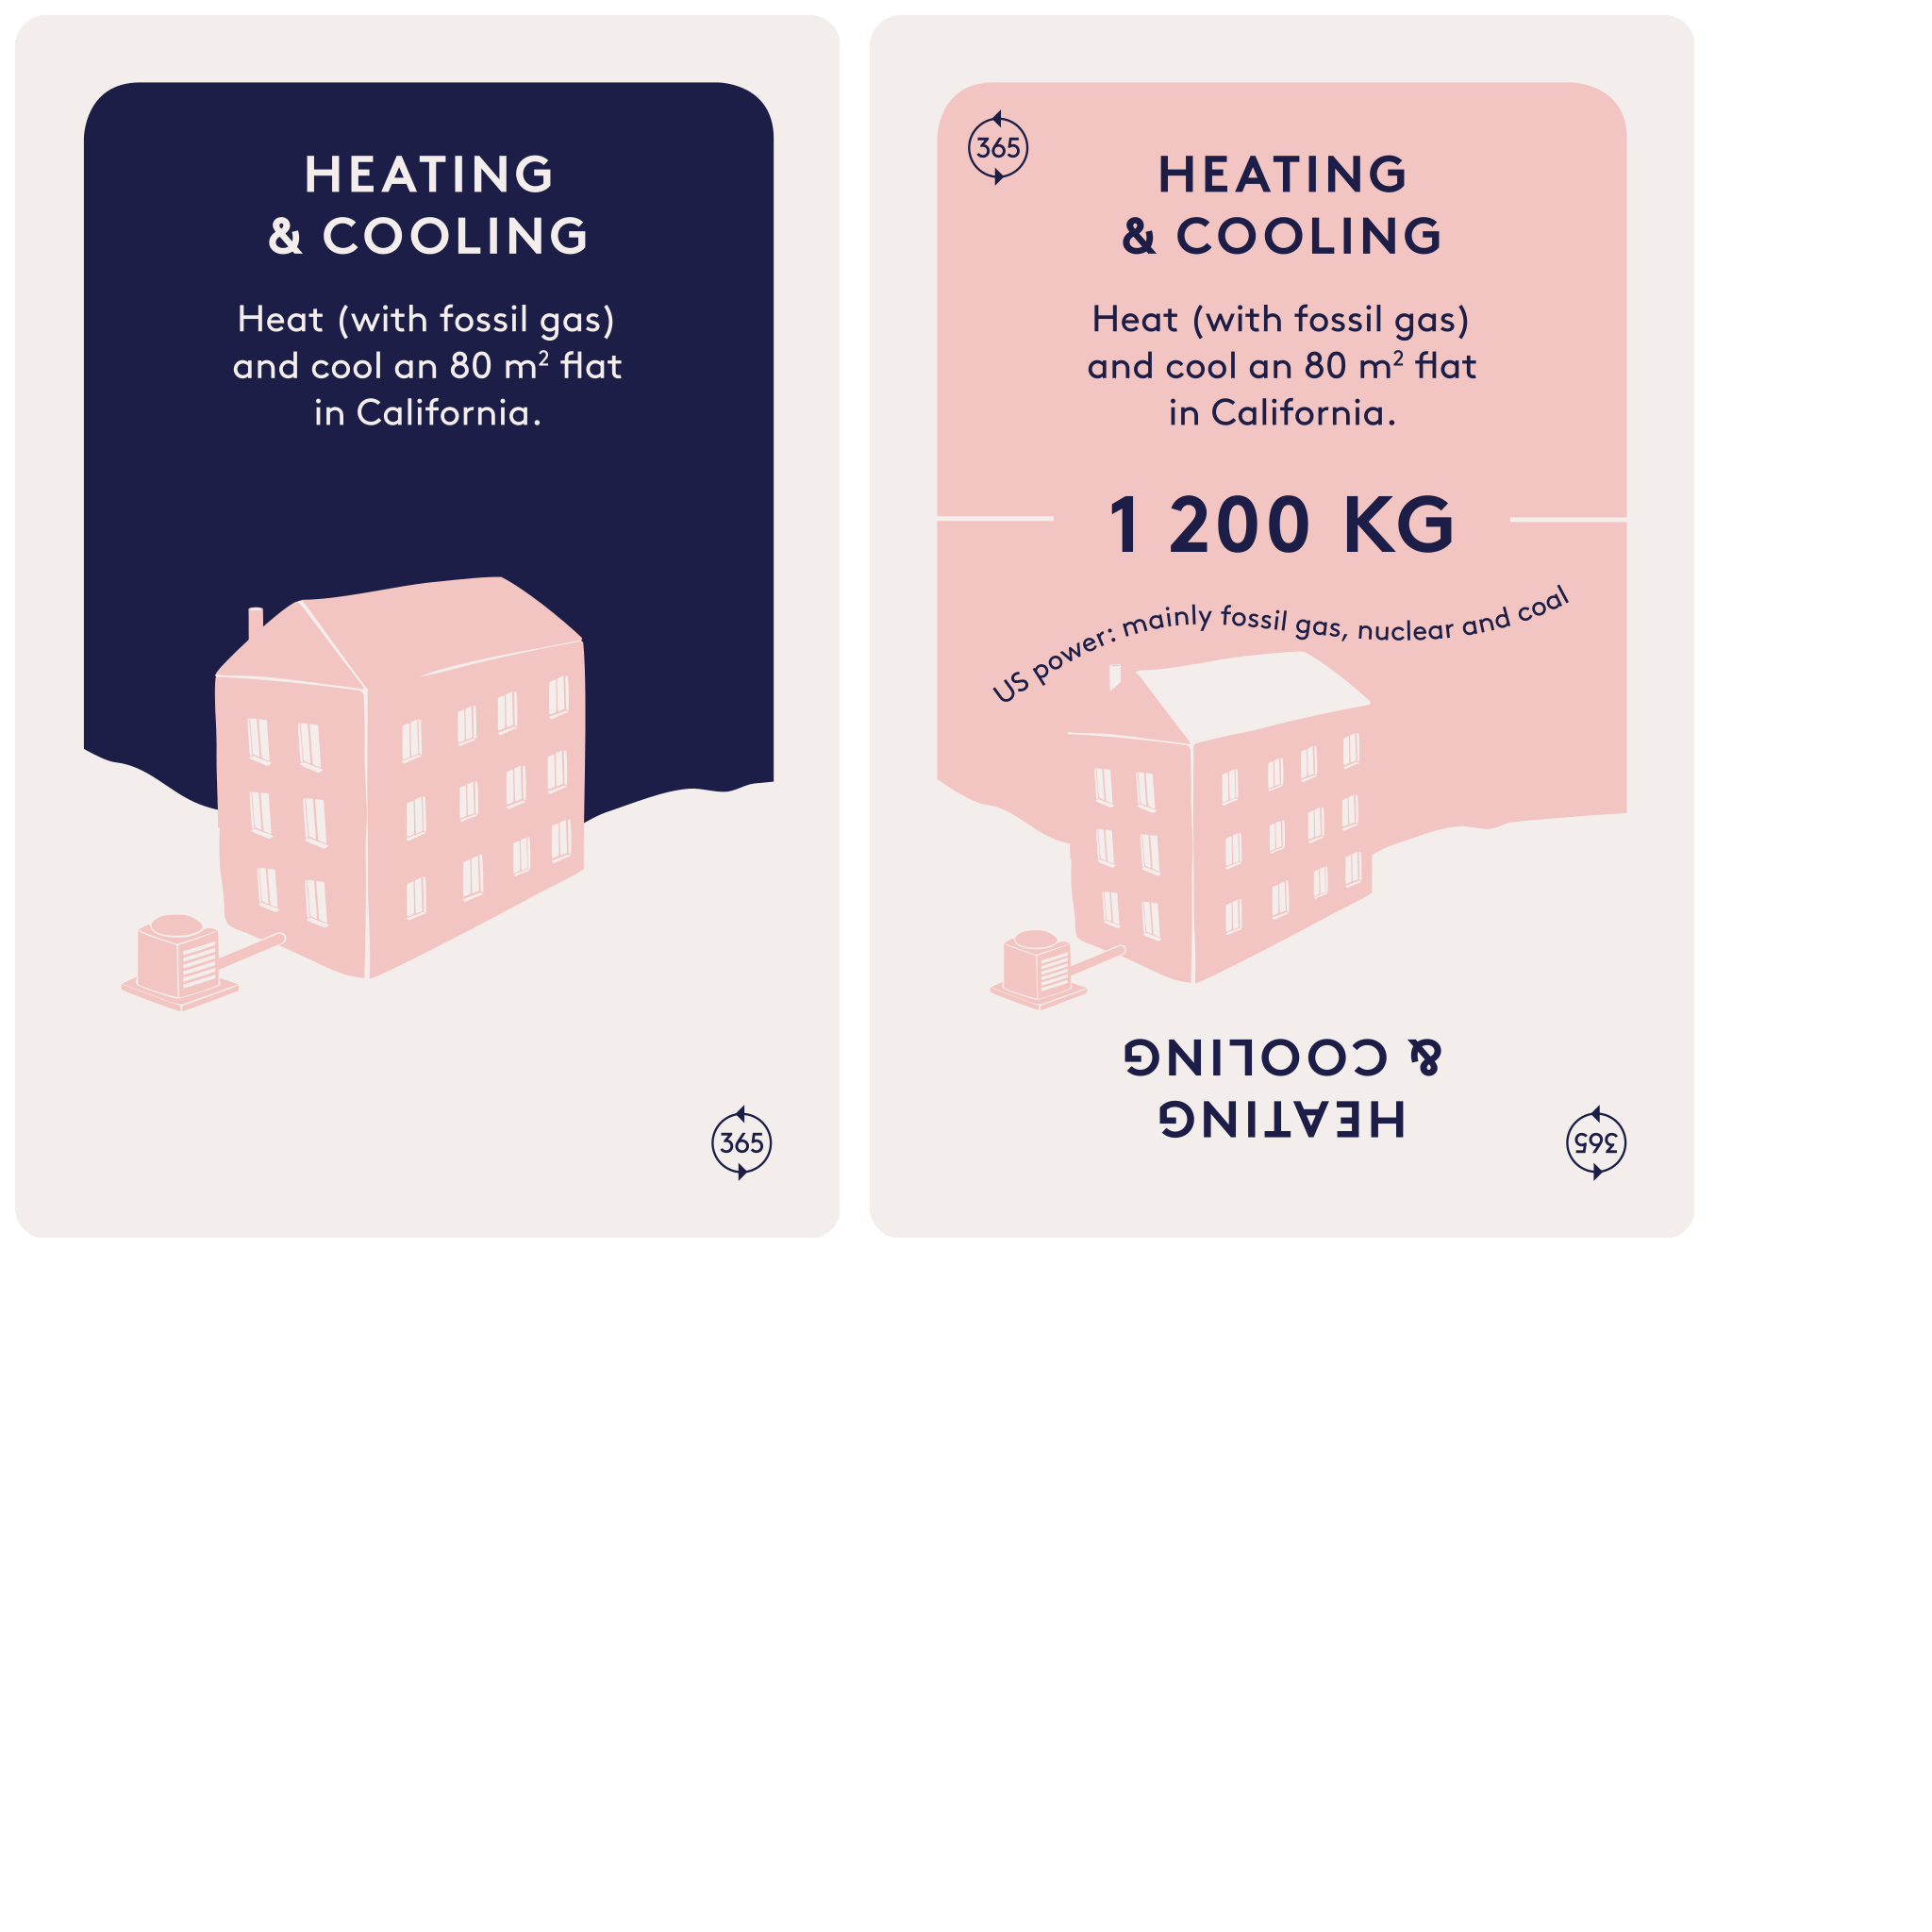 HEATING
& COOLING
Heat (with fossil gas)
and cool an 80 m² flat
in California.
365
365
HEATING
& COOLING
Heat (with fossil gas)
and cool an 80 m² flat
in California.
1 200 KG
US power: mainly fossil gas, nuclear and coal
HEATING
& COOLING
365